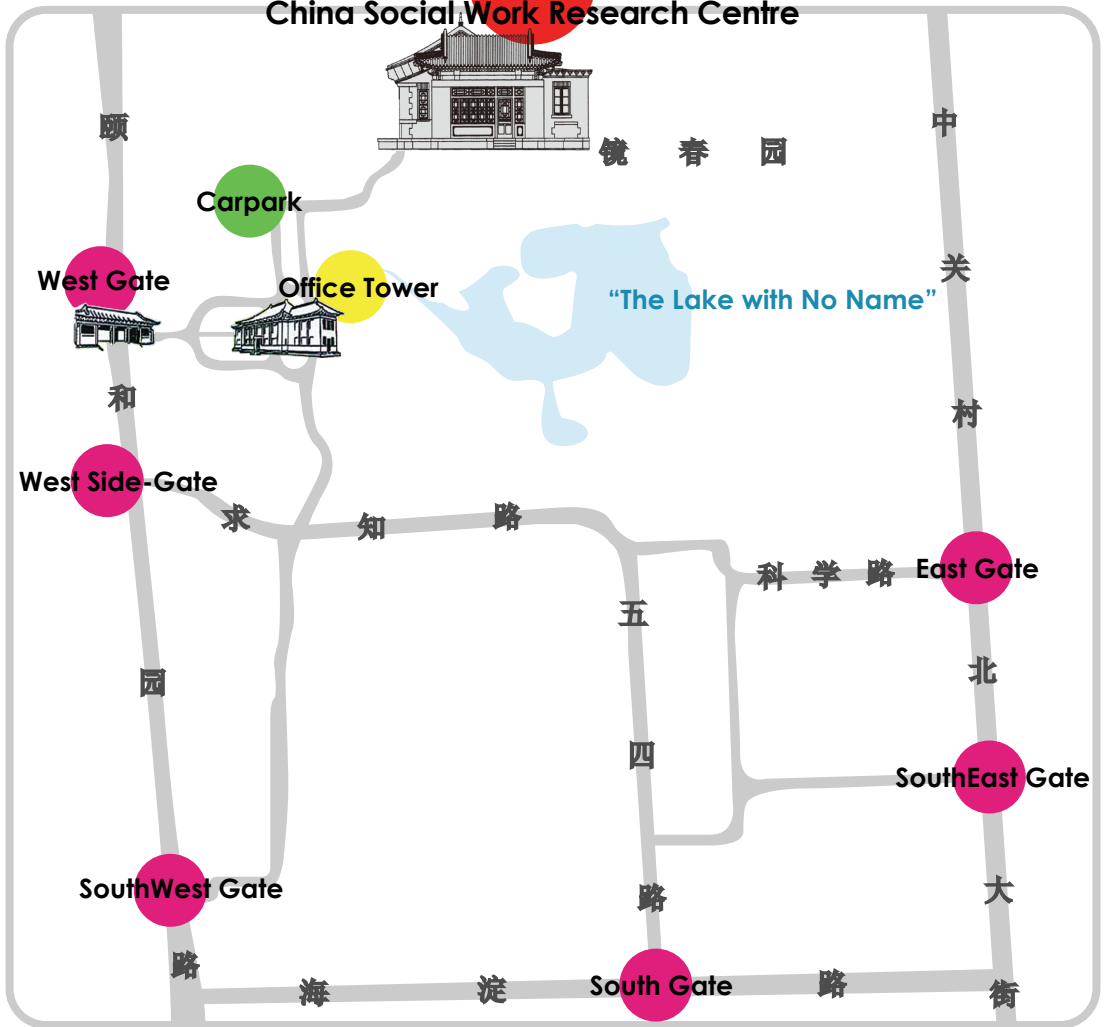 China Social Work Research Centre
镜春园
Carpark
West Gate
Office Tower
“The Lake with No Name”
West Side-Gate
East Gate
SouthEast Gate
SouthWest Gate
South Gate
颐和园路
求知路
五四路
科学路
中关村北大街
海淀路